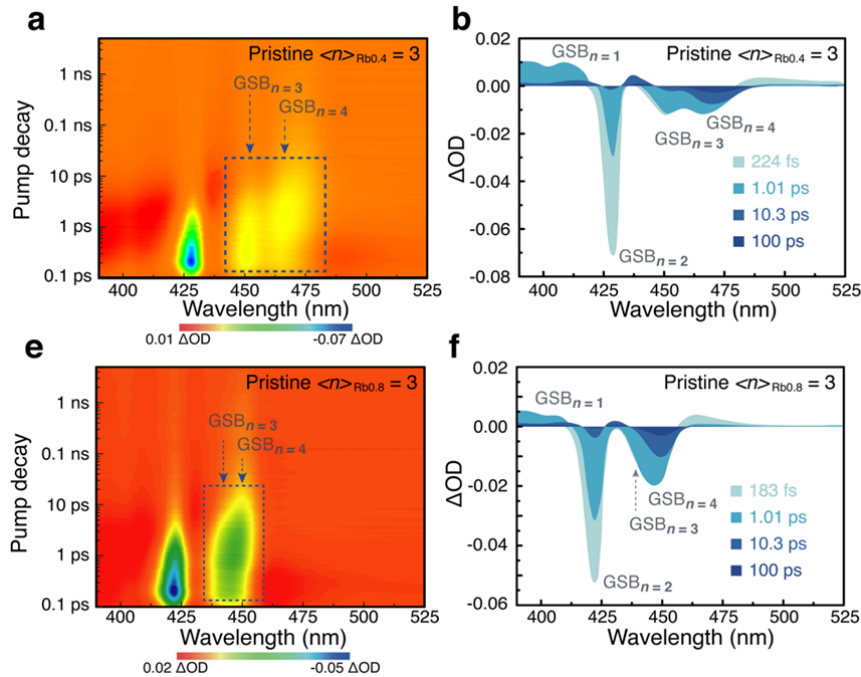 a
Pristine <n>Rb0.4 = 3
GSBn = 3
GSBn = 4
Pump decay
1 ns
0.1 ns
10 ps
1 ps
0.1 ps
400 425 450 475 500 525
Wavelength (nm)
0.01 ΔOD -0.07 ΔOD
b
Pristine <n>Rb0.4 = 3
GSBn = 1
GSBn = 4
GSBn = 3
GSBn = 2
224 fs
1.01 ps
10.3 ps
100 ps
ΔOD
0.02
0.00
-0.02
-0.04
-0.06
-0.08
400 425 450 475 500 525
Wavelength (nm)
e
Pristine <n>Rb0.8 = 3
GSBn = 3
GSBn = 4
Pump decay
1 ns
0.1 ns
10 ps
1 ps
0.1 ps
400 425 450 475 500 525
Wavelength (nm)
0.02 ΔOD -0.05 ΔOD
f
Pristine <n>Rb0.8 = 3
GSBn = 1
GSBn = 4
GSBn = 3
GSBn = 2
183 fs
1.01 ps
10.3 ps
100 ps
ΔOD
0.02
0.00
-0.02
-0.04
-0.06
400 425 450 475 500 525
Wavelength (nm)